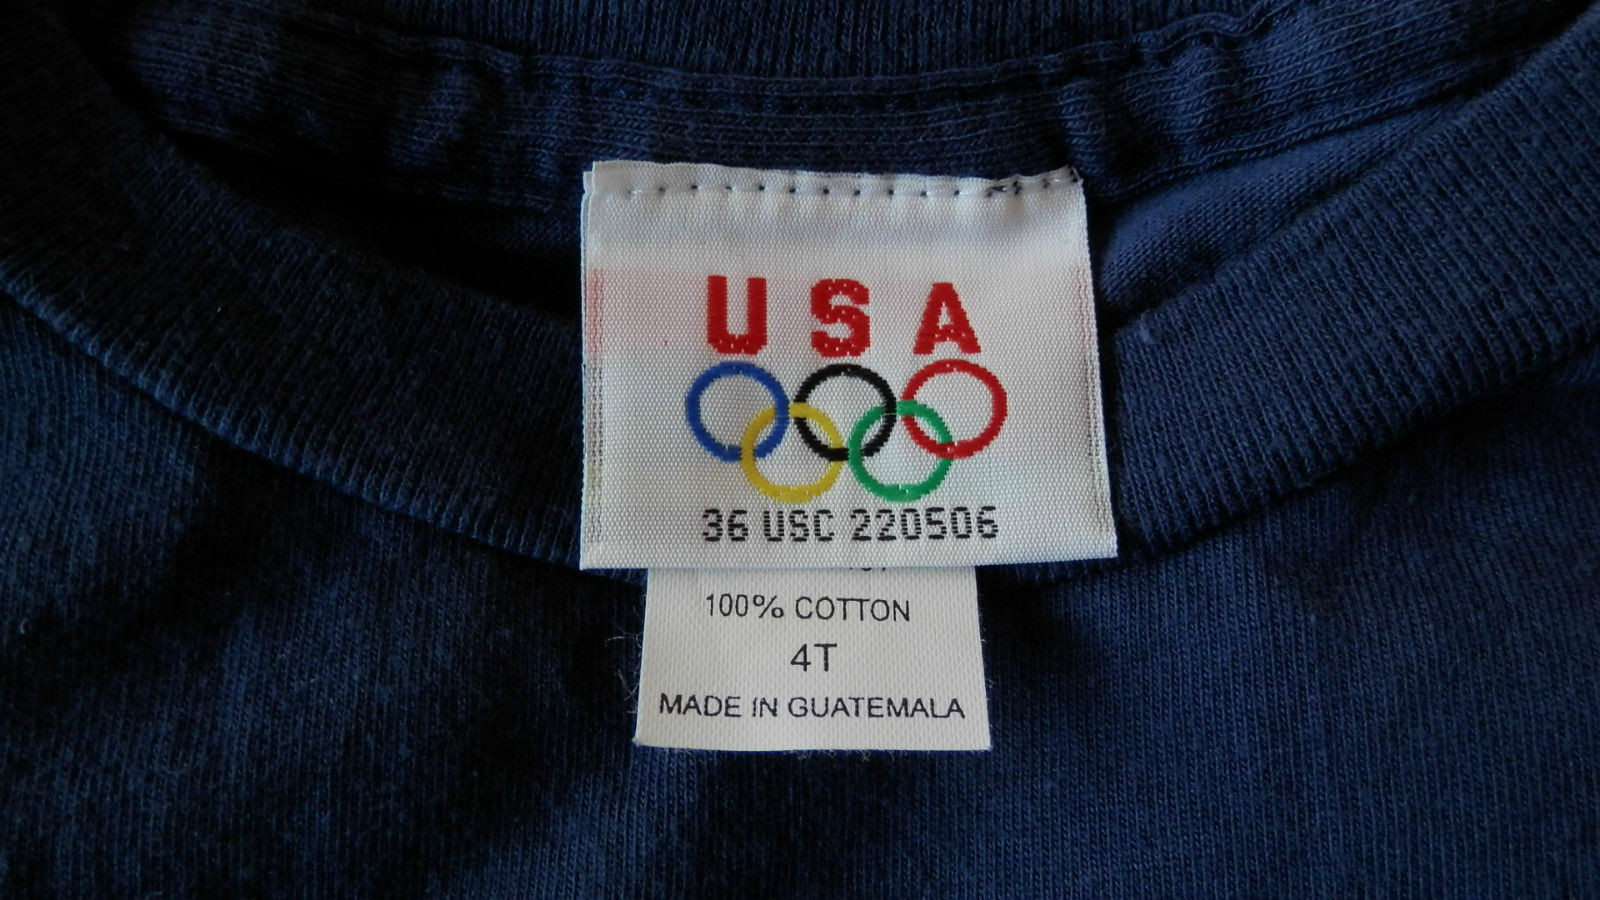 USA
36 USC 220506
100% COTTON
4T
MADE IN GUATEMALA